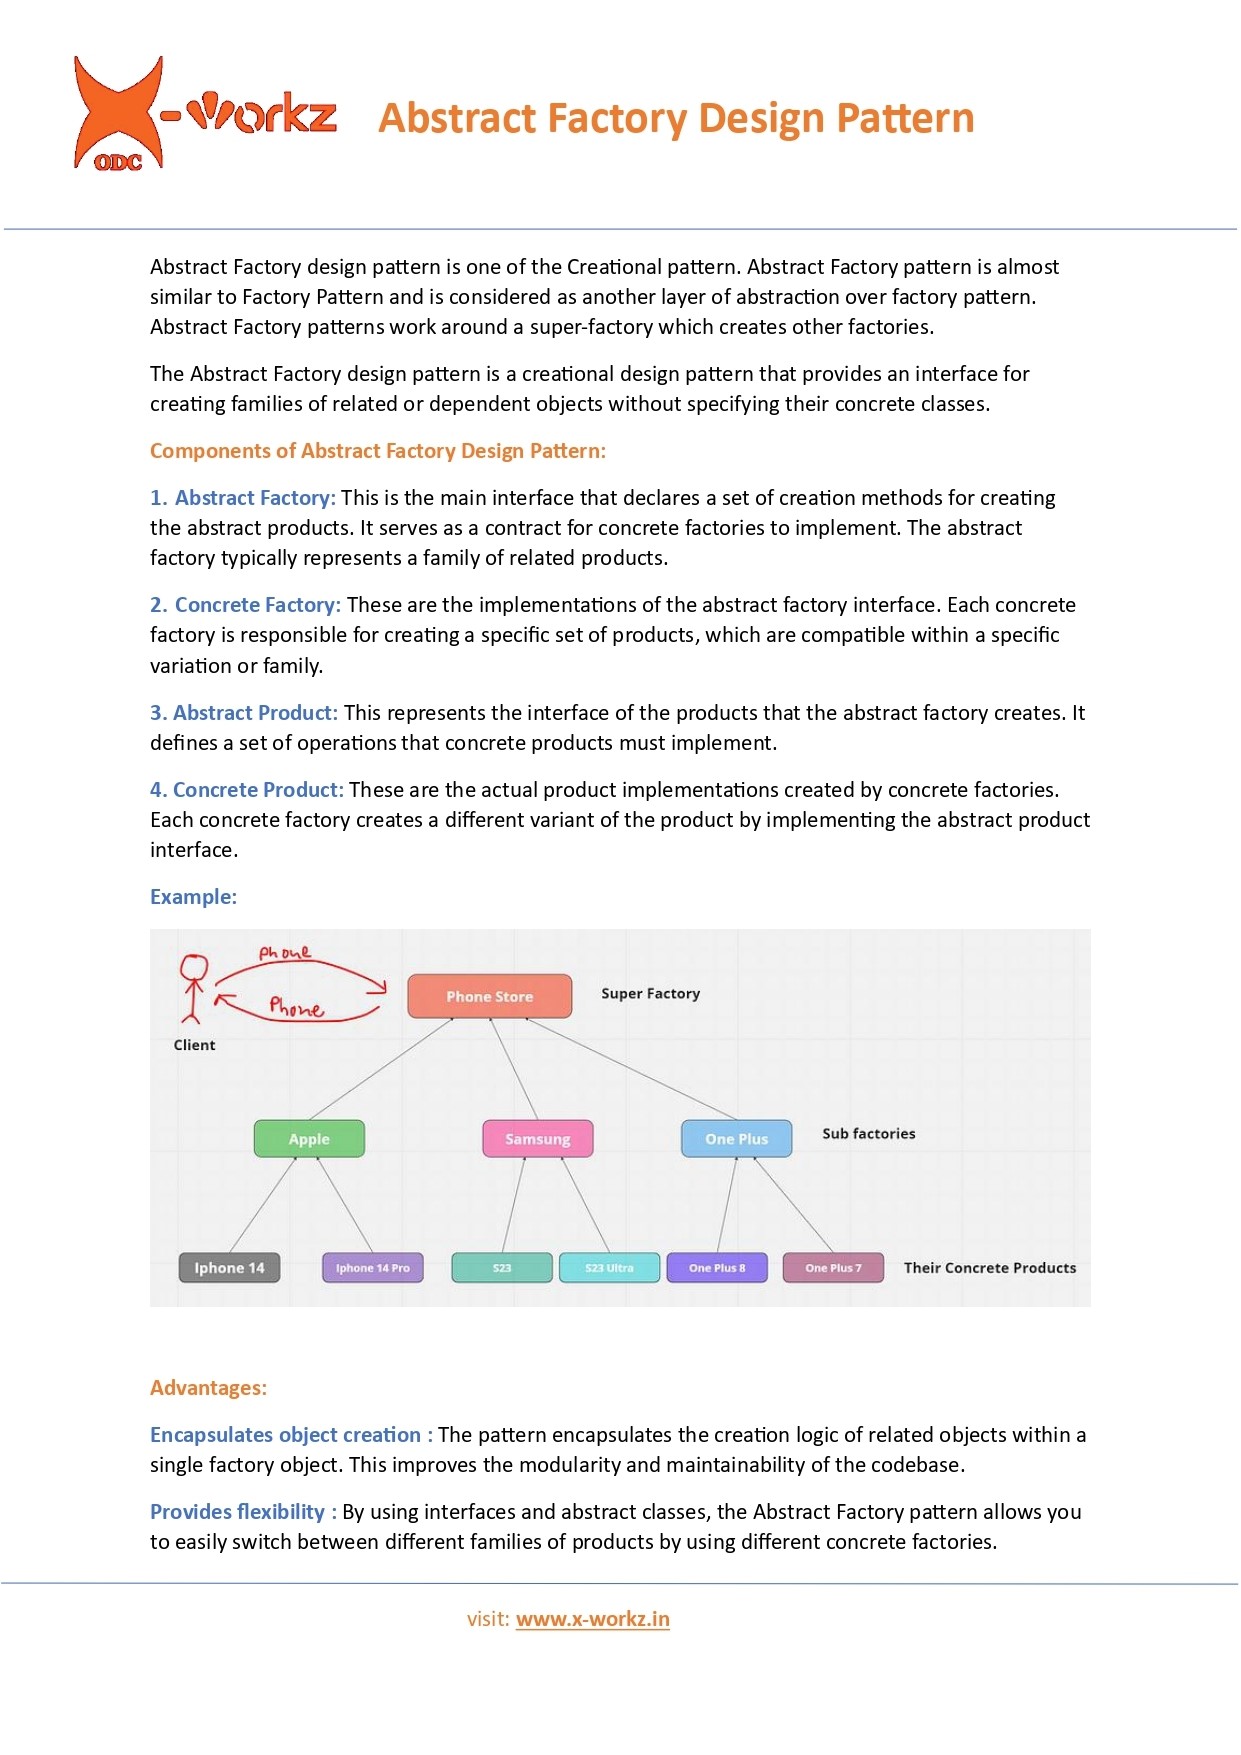 X-workz
ODC
Abstract Factory Design Pattern
Abstract Factory design pattern is one of the Creational pattern. Abstract Factory pattern is almost
similar to Factory Pattern and is considered as another layer of abstraction over factory pattern.
Abstract Factory patterns work around a super-factory which creates other factories.
The Abstract Factory design pattern is a creational design pattern that provides an interface for
creating families of related or dependent objects without specifying their concrete classes.
Components of Abstract Factory Design Pattern:
1. Abstract Factory: This is the main interface that declares a set of creation methods for creating
the abstract products. It serves as a contract for concrete factories to implement. The abstract
factory typically represents a family of related products.
2. Concrete Factory: These are the implementations of the abstract factory interface. Each concrete
factory is responsible for creating a specific set of products, which are compatible within a specific
variation or family.
3. Abstract Product: This represents the interface of the products that the abstract factory creates. It
defines a set of operations that concrete products must implement.
4. Concrete Product: These are the actual product implementations created by concrete factories.
Each concrete factory creates a different variant of the product by implementing the abstract product
interface.
Example:
Phone
Phone
Client
Phone Store
Super Factory
Apple
Samsung
One Plus
Sub factories
Iphone 14
Iphone 14 Pro
S23
S23 Ultra
One Plus 8
One Plus 7
Their Concrete Products
Advantages:
Encapsulates object creation : The pattern encapsulates the creation logic of related objects within a
single factory object. This improves the modularity and maintainability of the codebase.
Provides flexibility : By using interfaces and abstract classes, the Abstract Factory pattern allows you
to easily switch between different families of products by using different concrete factories.
visit: www.x-workz.in